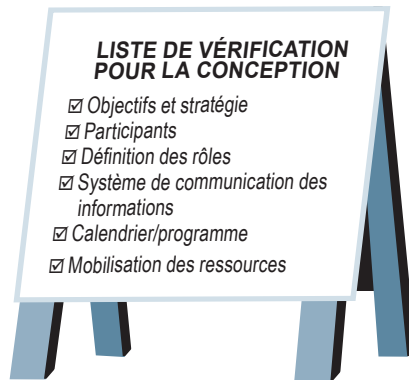 LISTE DE VÉRIFICATION
POUR LA CONCEPTION
☑ Objectifs et stratégie
☑ Participants
☑ Définition des rôles
☑ Système de communication des
informations
☑ Calendrier/programme
☑ Mobilisation des ressources